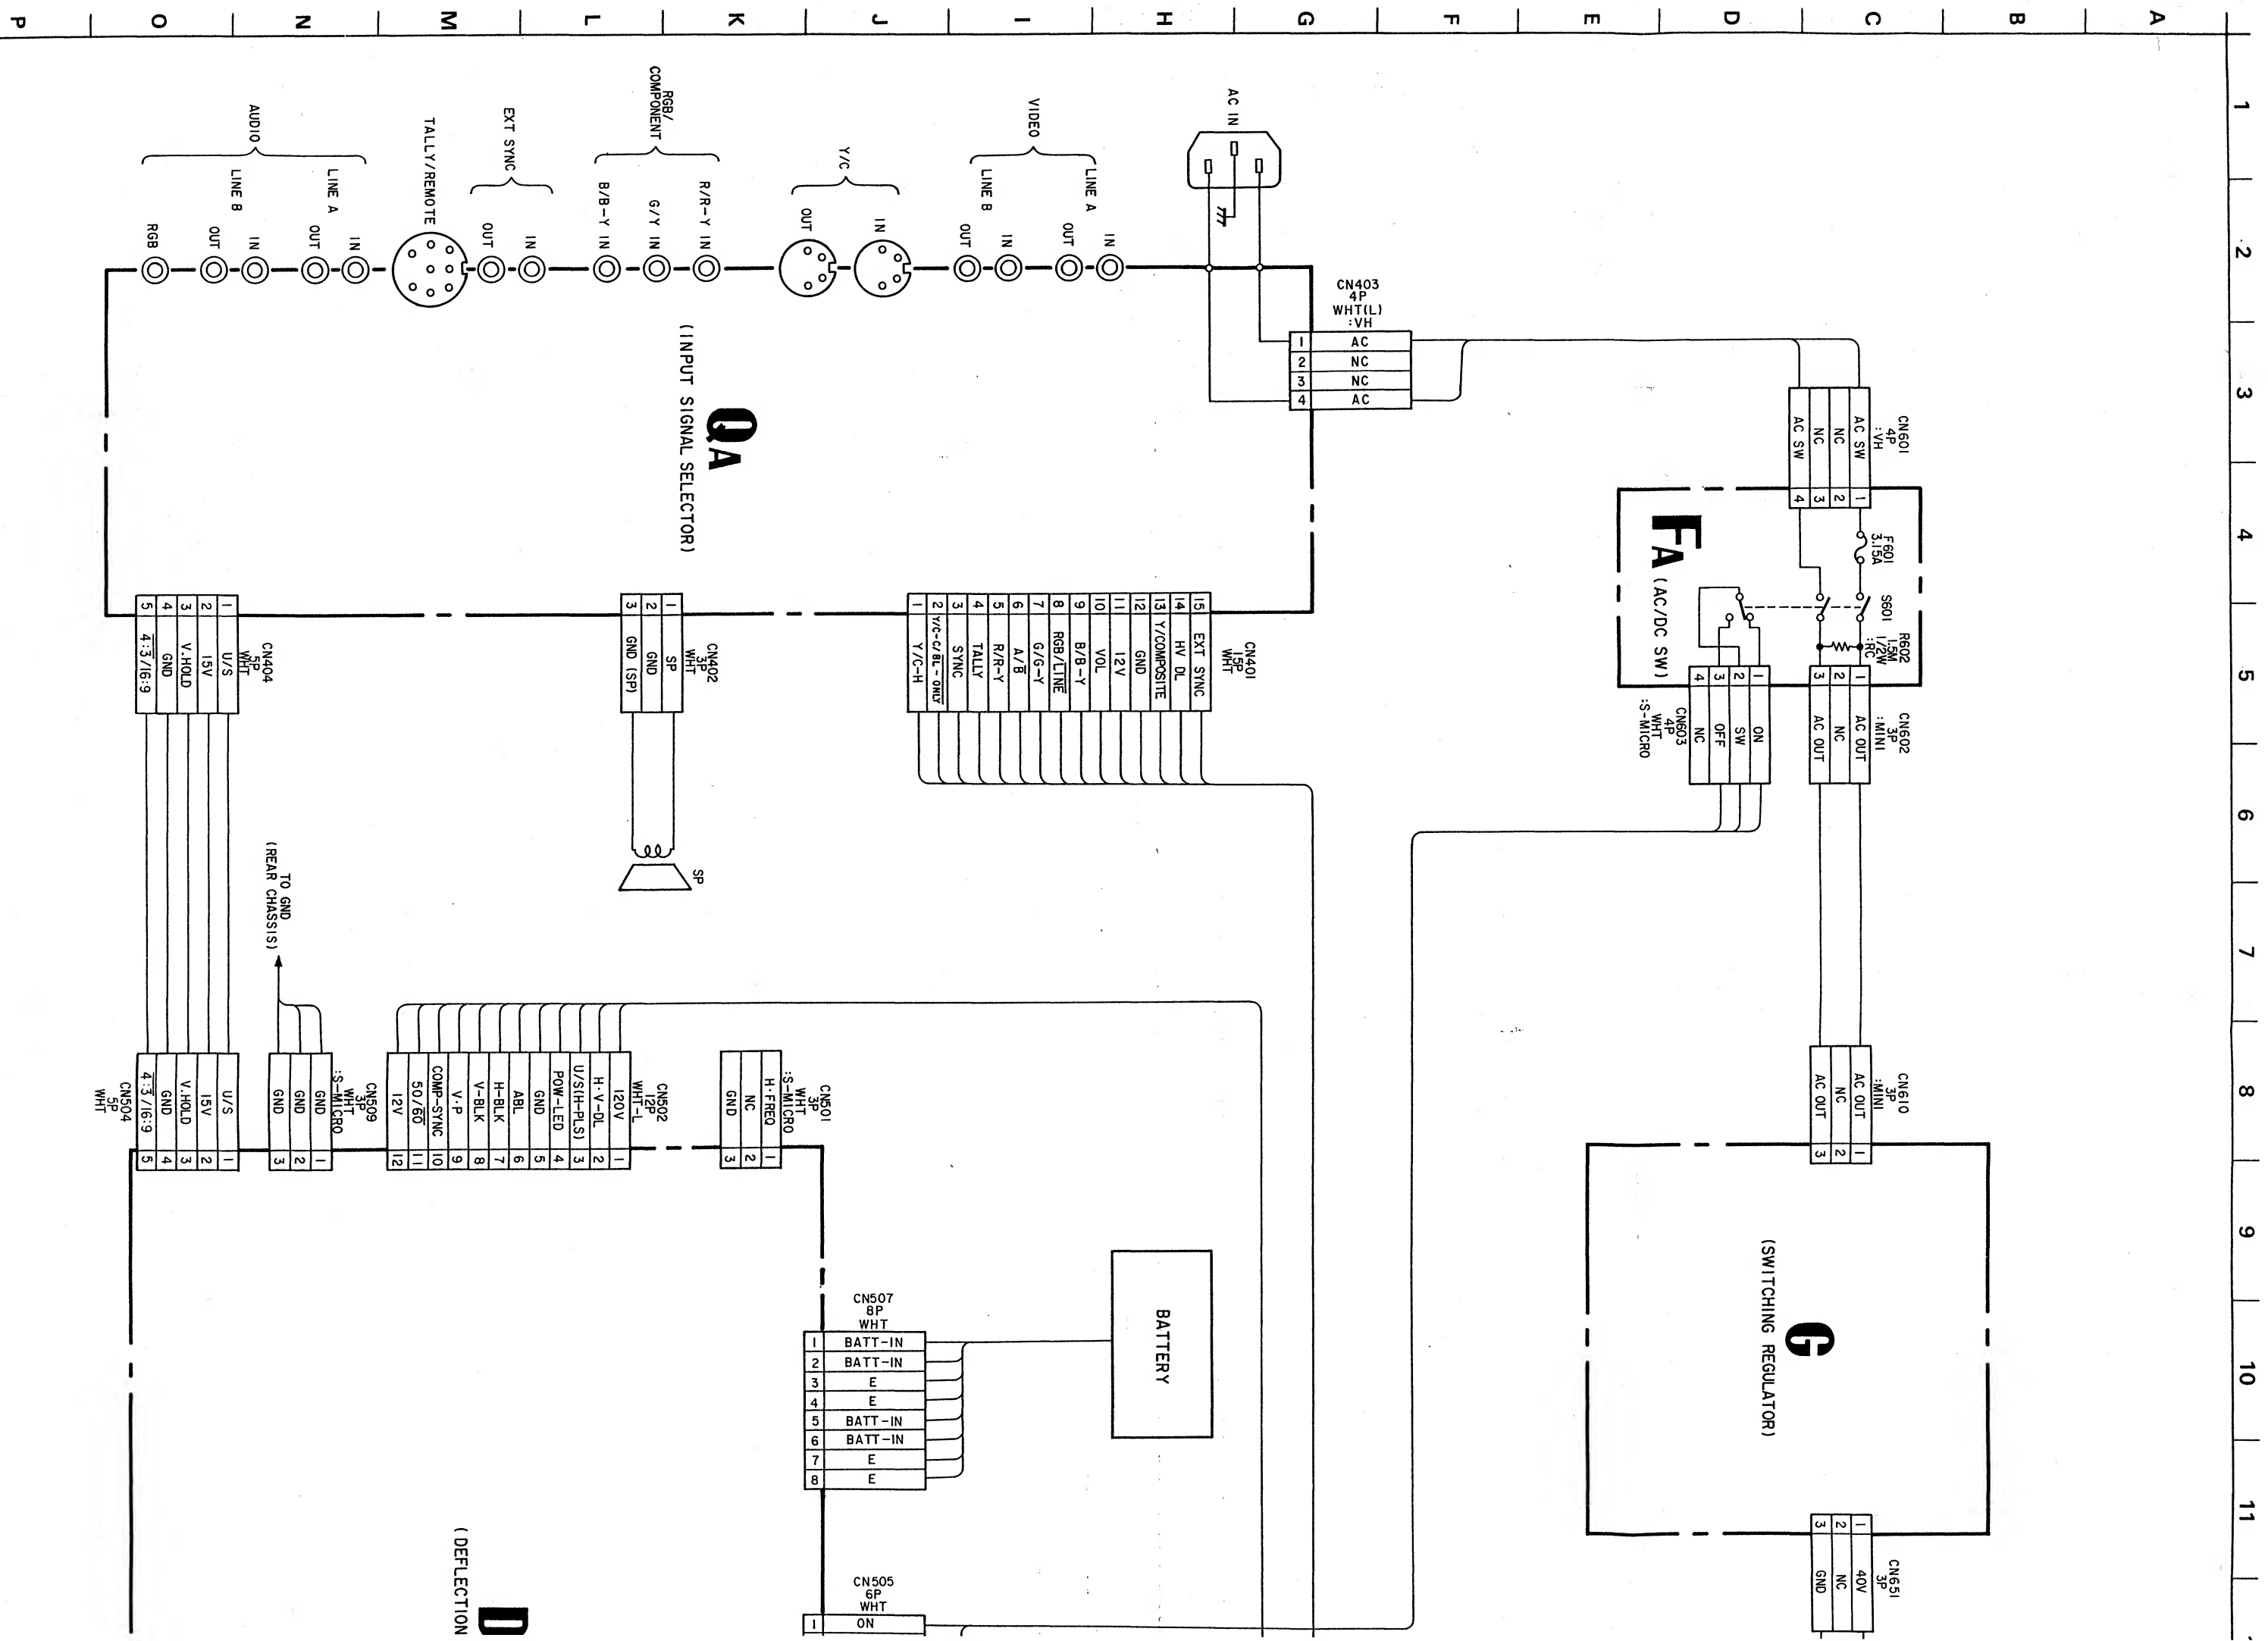 P O N M L K J I H G F E D C B A
1
2
3
4
5
6
7
8
9
10
11
AUDIO
LINE B
LINE A
RGB
OUT
IN
OUT
IN
TALLY/REMOTE
EXT SYNC
OUT
IN
RGB/
COMPONENT
B/B-Y IN
G/Y IN
R/R-Y IN
Y/C
OUT
IN
VIDEO
LINE B
LINE A
OUT
IN
OUT
IN
AC IN
CN403
4P
WHT(L)
:VH
1 AC
2 NC
3 NC
4 AC
QA
(INPUT SIGNAL SELECTOR)
CN601
4P
:VH
AC SW 1
NC 2
NC 3
AC SW 4
F601
3.15A
S601
R602
1.5M
1/2W
:RC
FA
(AC/DC SW)
CN602
3P
:MINI
1 AC OUT
2 NC
3 AC OUT
CN603
4P
WHT
:S-MICRO
1 ON
2 SW
3 OFF
4 NC
CN401
15P
WHT
15 EXT SYNC
14 HV DL
13 Y/COMPOSITE
12 GND
11 12V
10 VOL
9 B/B-Y
8 RGB/LINE
7 G/G-Y
6 A/B
5 R/R-Y
4 TALLY
3 SYNC
2 Y/C-C/BL-ONLY
1 Y/C-H
CN402
3P
WHT
1 SP
2 GND
3 GND (SP)
SP
CN404
5P
WHT
1 U/S
2 15V
3 V.HOLD
4 GND
5 4:3/16:9
TO GND
(REAR CHASSIS)
CN504
5P
WHT
U/S 1
15V 2
V.HOLD 3
GND 4
4:3/16:9 5
CN509
3P
WHT
:S-MICRO
GND 1
GND 2
GND 3
CN502
12P
WHT-L
120V 1
H·V-DL 2
U/S(H-PLS) 3
POW-LED 4
GND 5
ABL 6
H-BLK 7
V-BLK 8
V·P 9
COMP-SYNC 10
50/60 11
12V 12
CN501
3P
WHT
:S-MICRO
H·FREQ 1
NC 2
GND 3
CN610
3P
:MINI
AC OUT 1
NC 2
AC OUT 3
G
(SWITCHING REGULATOR)
BATTERY
CN507
8P
WHT
1 BATT-IN
2 BATT-IN
3 E
4 E
5 BATT-IN
6 BATT-IN
7 E
8 E
CN651
3P
1 40V
2 NC
3 GND
CN505
6P
WHT
1 ON
D
(DEFLECTION